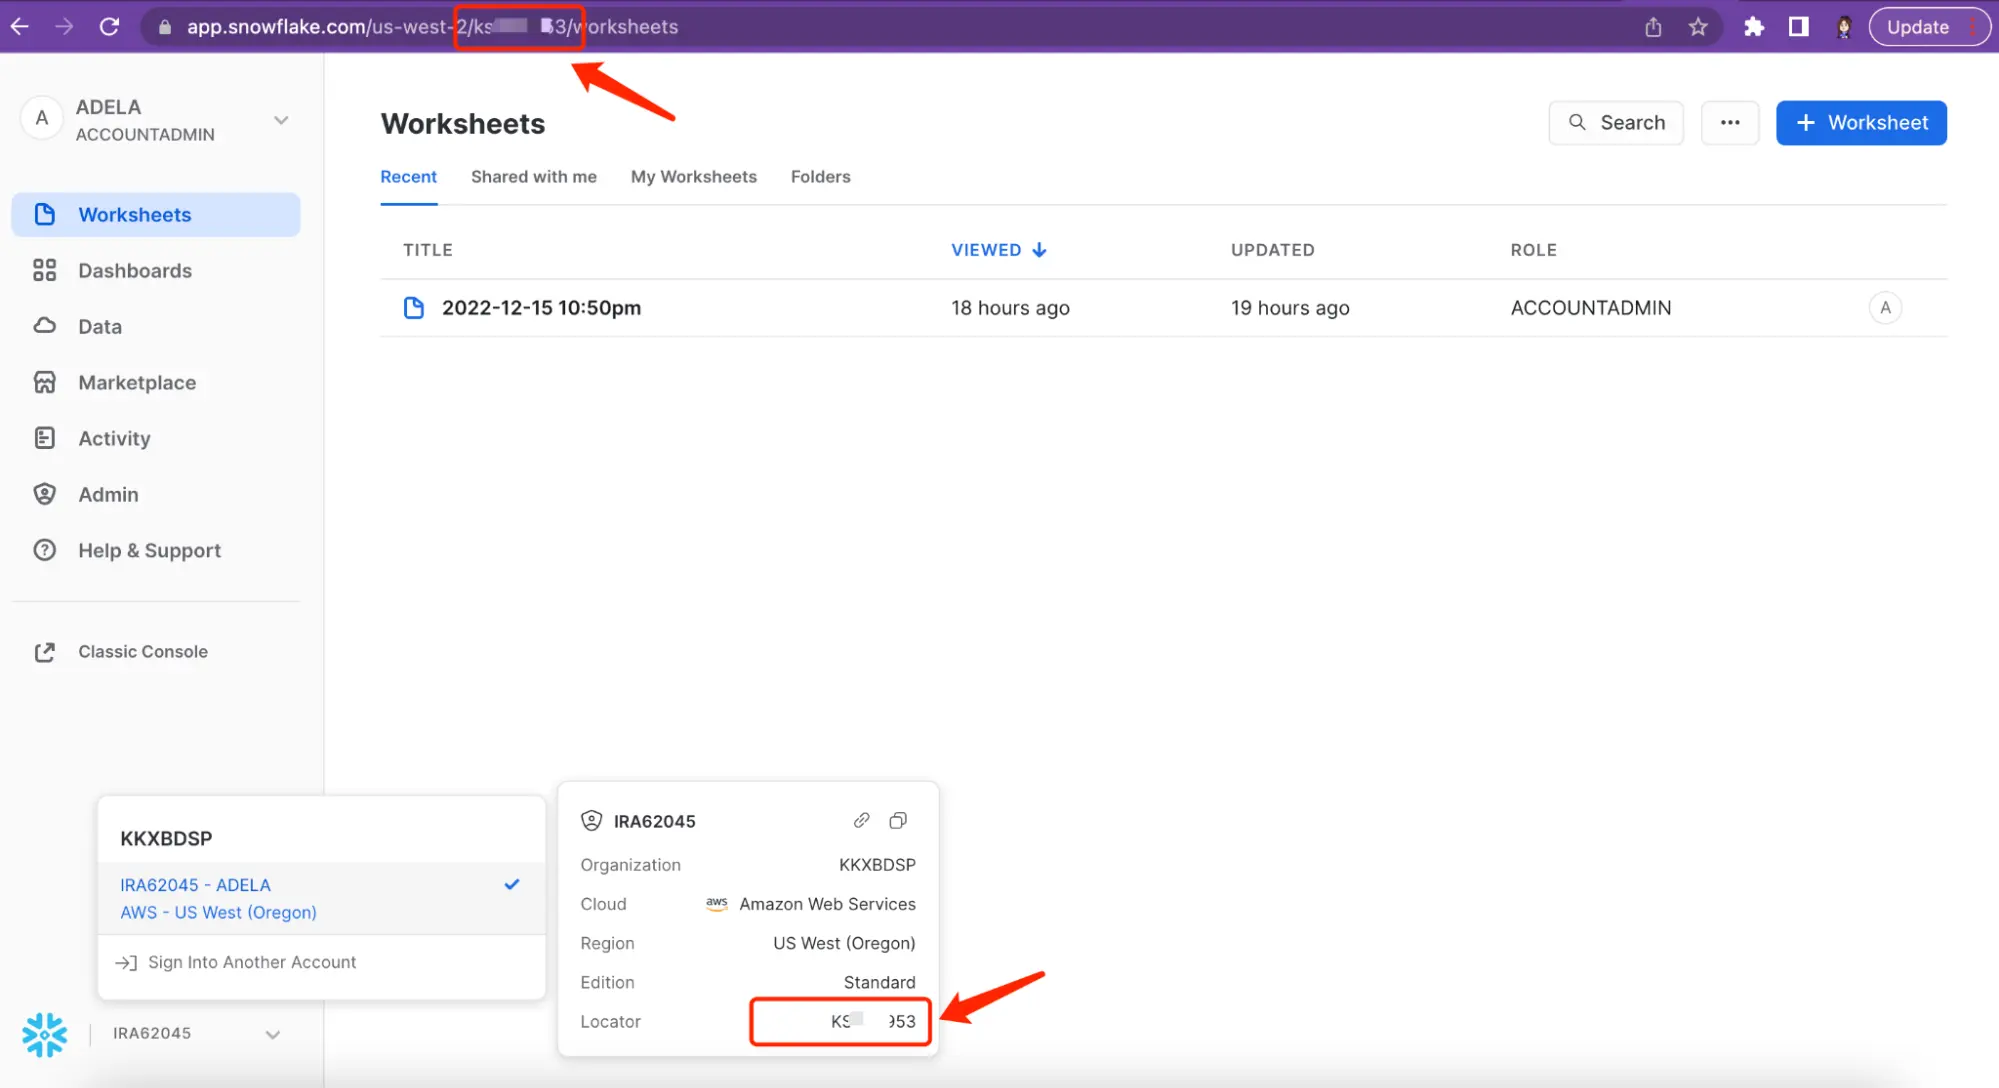 app.snowflake.com/us-west-2/ks 53/worksheets
Update
A
ADELA
ACCOUNTADMIN
Worksheets
Dashboards
Data
Marketplace
Activity
Admin
Help & Support
Classic Console
Worksheets
Search
+ Worksheet
Recent
Shared with me
My Worksheets
Folders
TITLE
VIEWED
UPDATED
ROLE
2022-12-15 10:50pm
18 hours ago
19 hours ago
ACCOUNTADMIN
A
KKXBDSP
IRA62045 - ADELA
AWS - US West (Oregon)
Sign Into Another Account
IRA62045
IRA62045
Organization KKXBDSP
Cloud aws Amazon Web Services
Region US West (Oregon)
Edition Standard
Locator KS 953